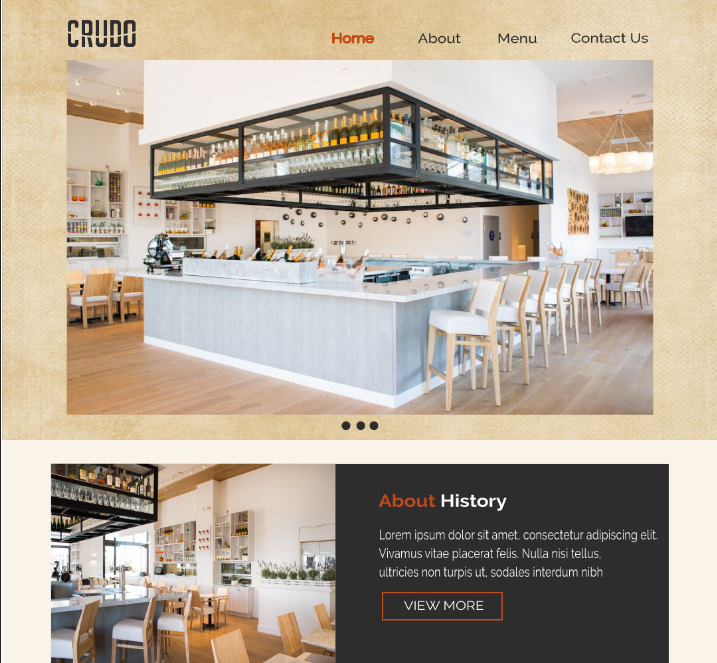 CRUDO
Home About Menu Contact Us
About History
Lorem ipsum dolor sit amet, consectetur adipiscing elit.
Vivamus vitae placerat felis. Nulla nisi tellus,
ultricies non turpis ut, sodales interdum nibh
VIEW MORE